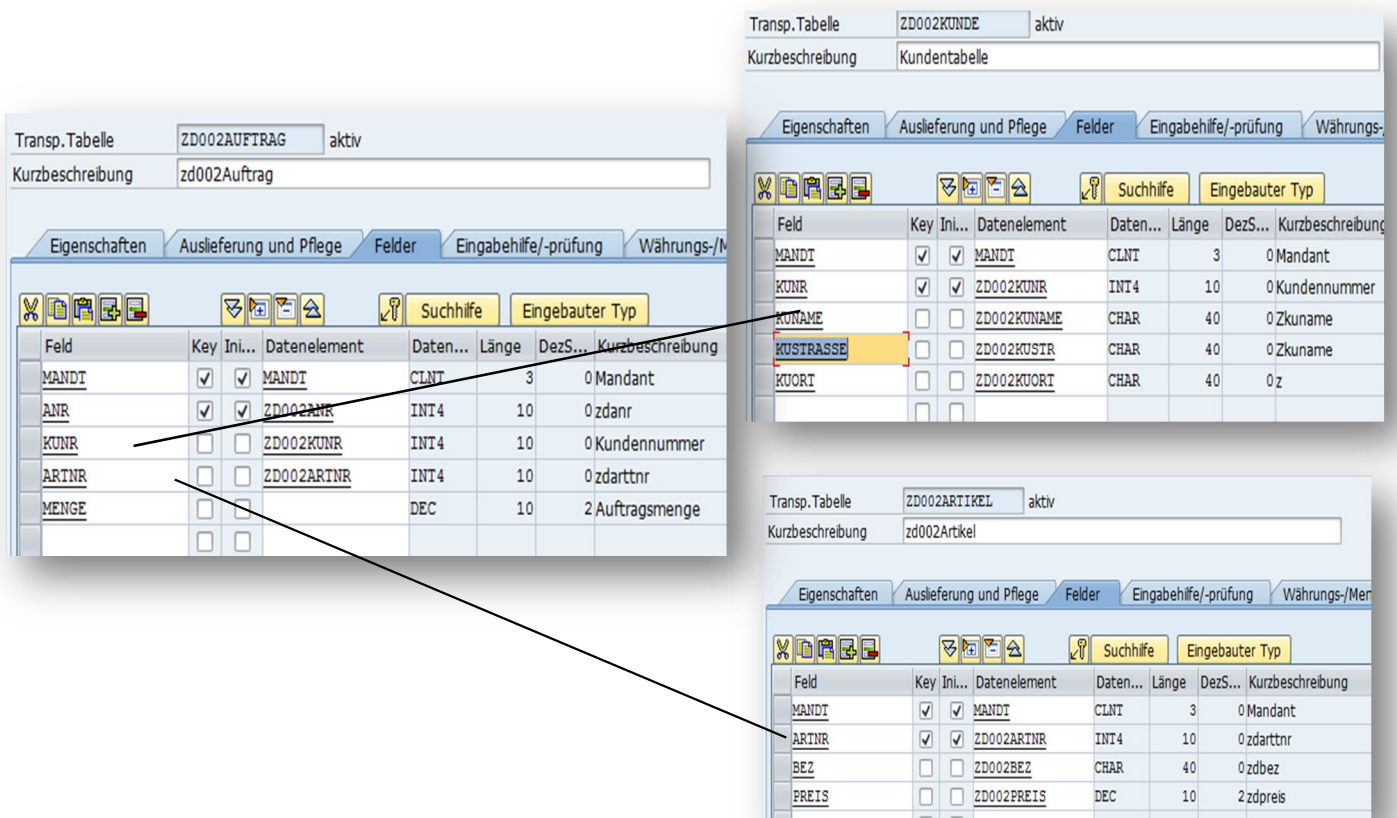 Transp.Tabelle ZD002AUFTRAG aktiv
Kurzbeschreibung zd002Auftrag
Eigenschaften Auslieferung und Pflege Felder Eingabehilfe/-prüfung Währungs-/M
Suchhilfe Eingebauter Typ
Feld Key Ini... Datenelement Daten... Länge DezS... Kurzbeschreibung
MANDT MANDT CLNT 3 0 Mandant
ANR ZD002ANR INT4 10 0 zdanr
KUNR ZD002KUNR INT4 10 0 Kundennummer
ARTNR ZD002ARTNR INT4 10 0 zdarttnr
MENGE DEC 10 2 Auftragsmenge
Transp.Tabelle ZD002KUNDE aktiv
Kurzbeschreibung Kundentabelle
Eigenschaften Auslieferung und Pflege Felder Eingabehilfe/-prüfung Währungs-
Suchhilfe Eingebauter Typ
Feld Key Ini... Datenelement Daten... Länge DezS... Kurzbeschreibung
MANDT MANDT CLNT 3 0 Mandant
KUNR ZD002KUNR INT4 10 0 Kundennummer
KUNAME ZD002KUNAME CHAR 40 0 Zkuname
KUSTRASSE ZD002KUSTR CHAR 40 0 Zkuname
KUORT ZD002KUORT CHAR 40 0 z
Transp.Tabelle ZD002ARTIKEL aktiv
Kurzbeschreibung zd002Artikel
Eigenschaften Auslieferung und Pflege Felder Eingabehilfe/-prüfung Währungs-/Men
Suchhilfe Eingebauter Typ
Feld Key Ini... Datenelement Daten... Länge DezS... Kurzbeschreibung
MANDT MANDT CLNT 3 0 Mandant
ARTNR ZD002ARTNR INT4 10 0 zdarttnr
BEZ ZD002BEZ CHAR 40 0 zdbez
PREIS ZD002PREIS DEC 10 2 zdpreis